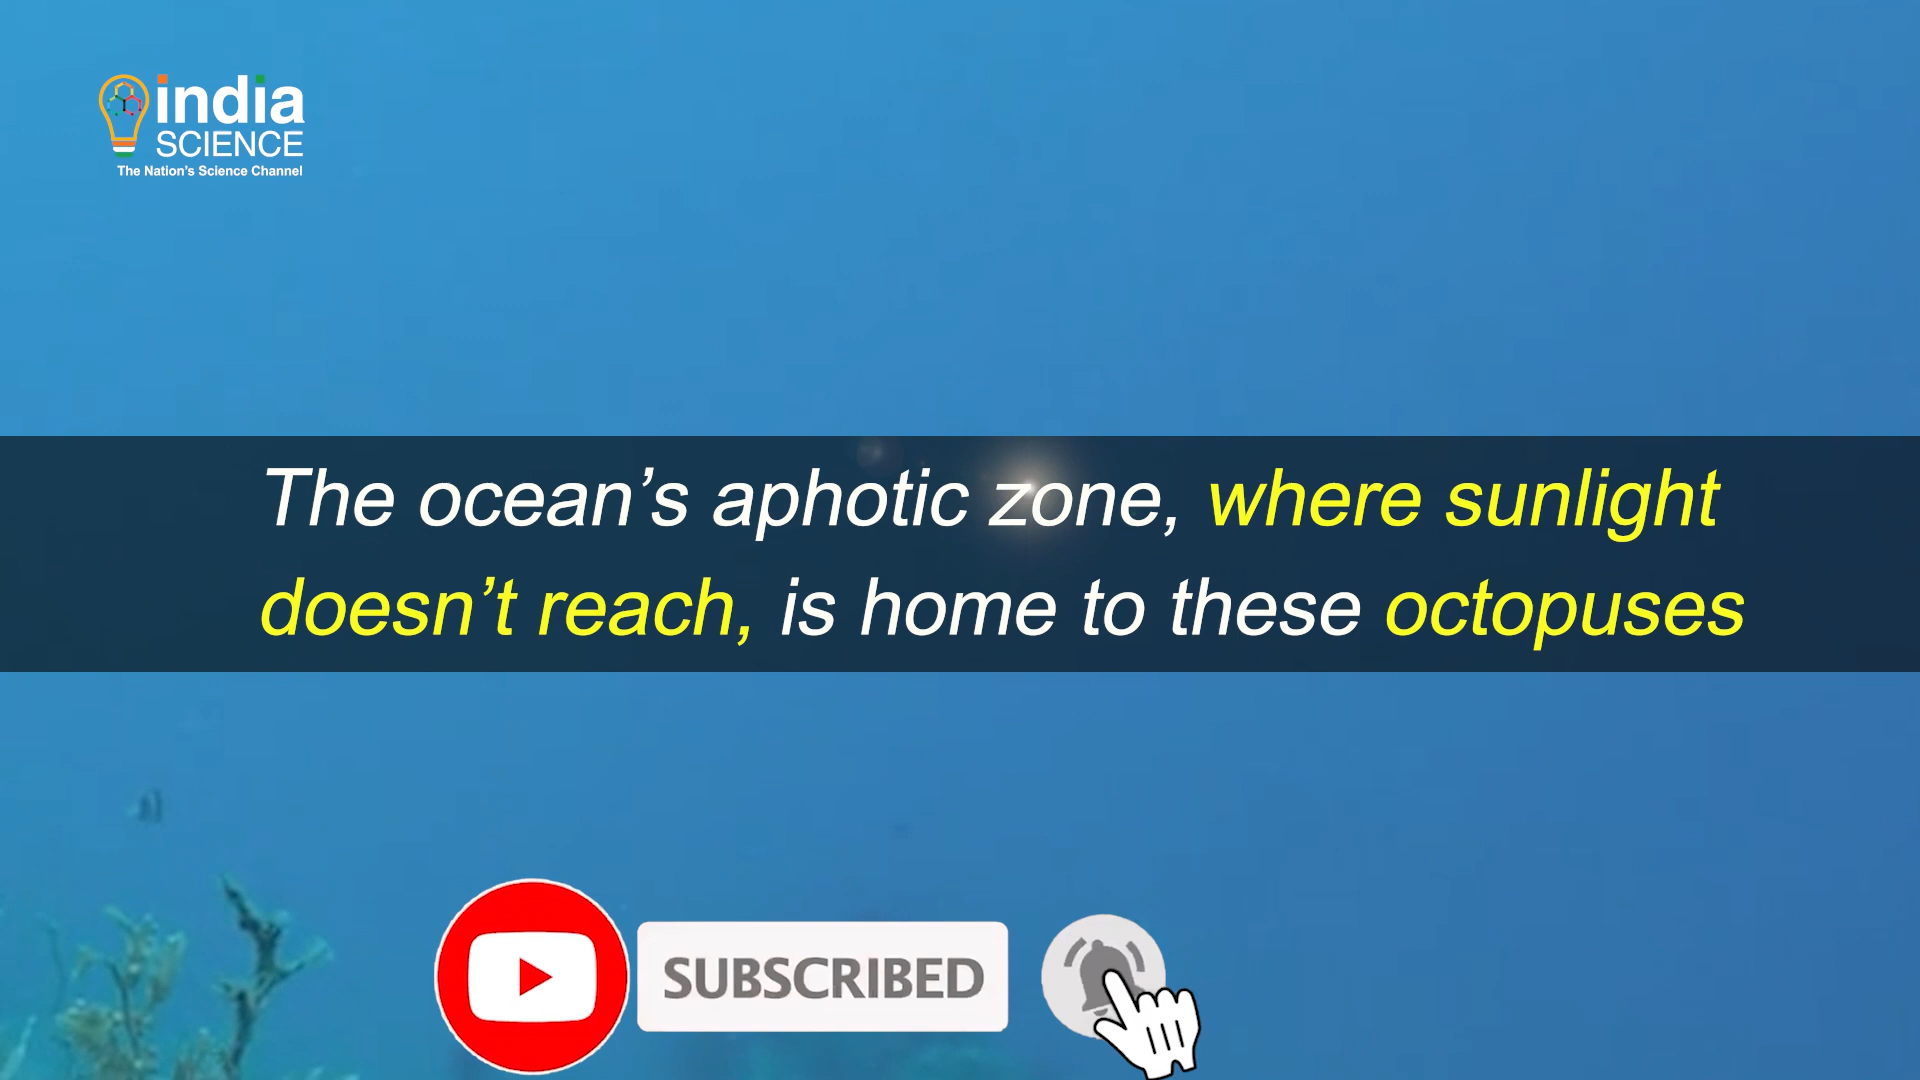 india
SCIENCE
The Nation's Science Channel
The ocean’s aphotic zone, where sunlight
doesn’t reach, is home to these octopuses
SUBSCRIBED